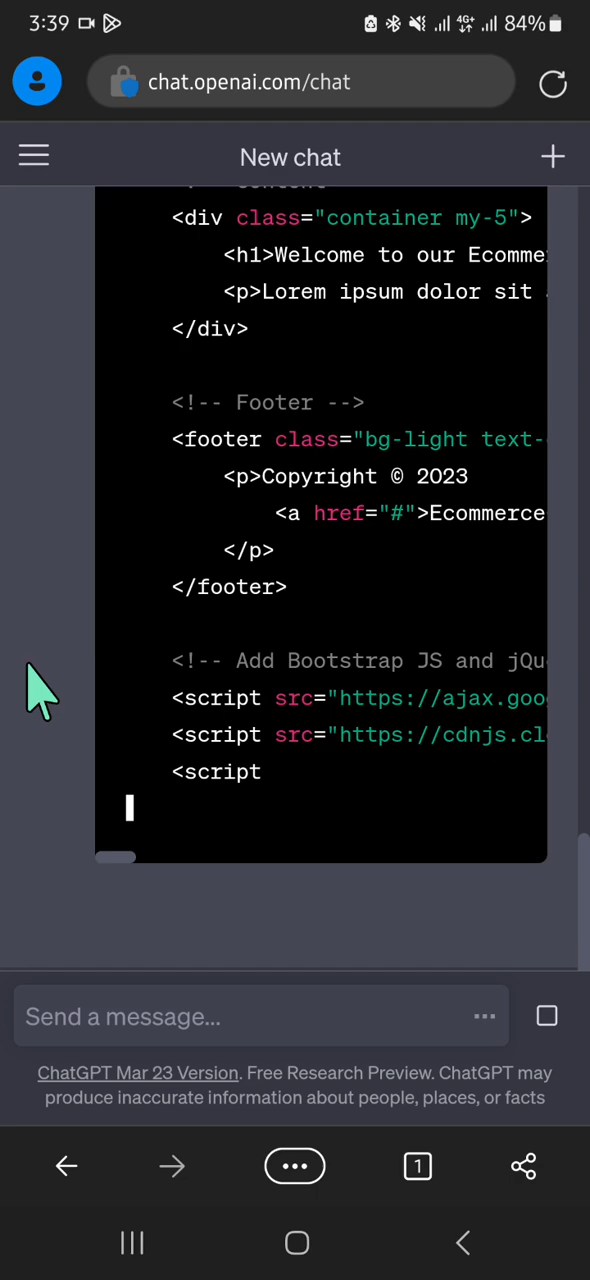 3:39 4G+ 84%
chat.openai.com/chat
New chat
<div class="container my-5">
<h1>Welcome to our Ecomme
<p>Lorem ipsum dolor sit
</div>
<!-- Footer -->
<footer class="bg-light text-
<p>Copyright © 2023
<a href="#">Ecommerce
</p>
</footer>
<!-- Add Bootstrap JS and jQu
<script src="https://ajax.goo
<script src="https://cdnjs.cl
<script
Send a message...
ChatGPT Mar 23 Version. Free Research Preview. ChatGPT may
produce inaccurate information about people, places, or facts
1